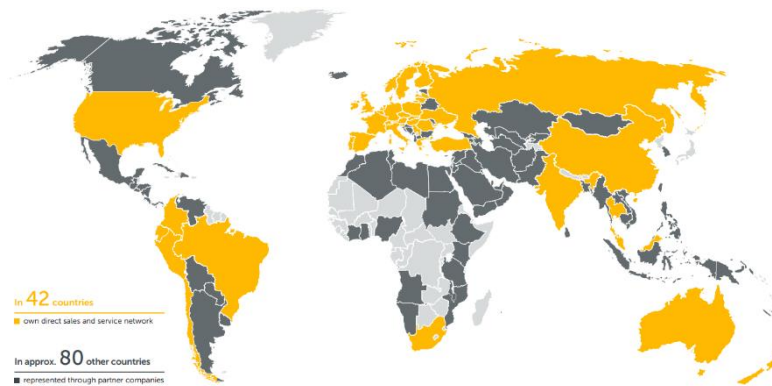 In 42 countries
own direct sales and service network
In approx. 80 other countries
represented through partner companies